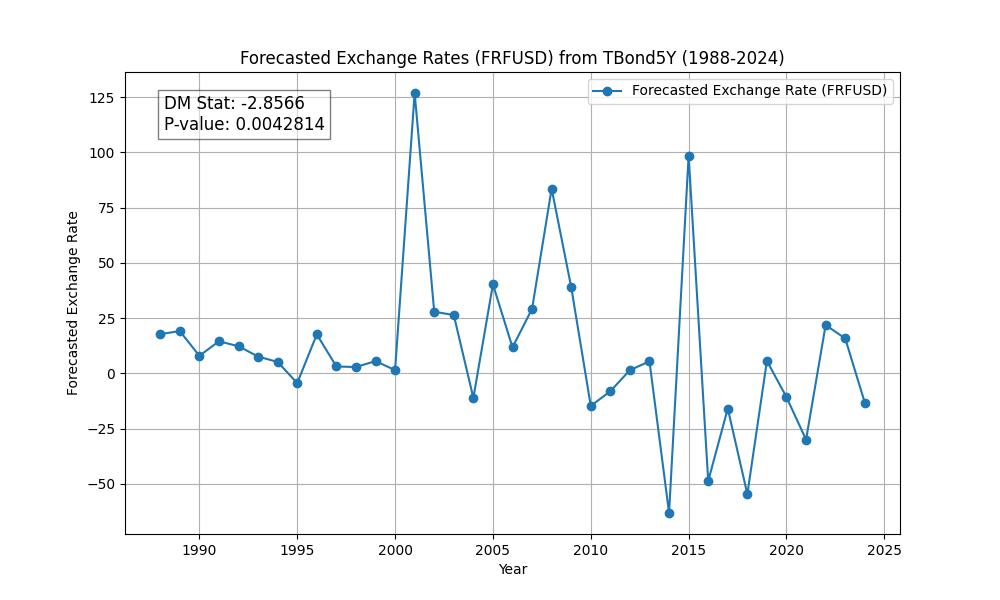 Forecasted Exchange Rates (FRFUSD) from TBond5Y (1988-2024)
DM Stat: -2.8566
P-value: 0.0042814
Forecasted Exchange Rate (FRFUSD)
Forecasted Exchange Rate
125
100
75
50
25
0
−25
−50
1990 1995 2000 2005 2010 2015 2020 2025
Year